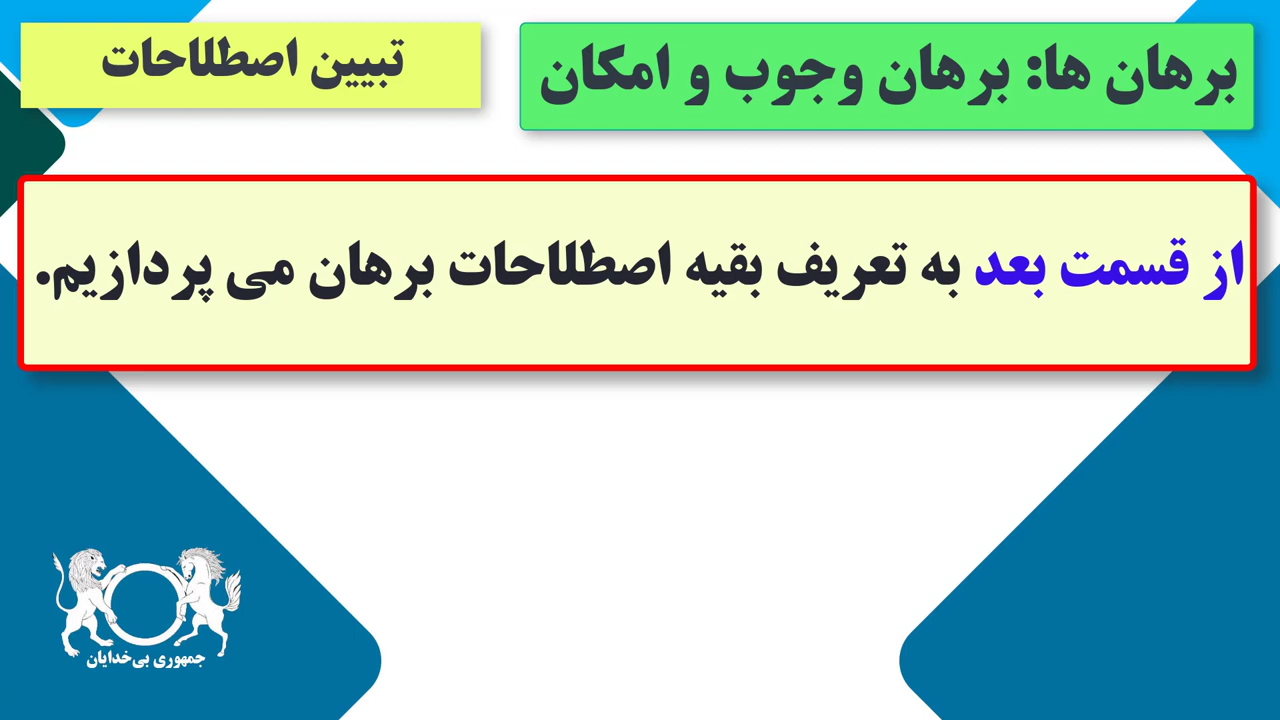 برهان ها: برهان وجوب و امکان
تبیین اصطلاحات
از قسمت بعد به تعریف بقیه اصطلاحات برهان می پردازیم.
جمهوری بی‌خدایان